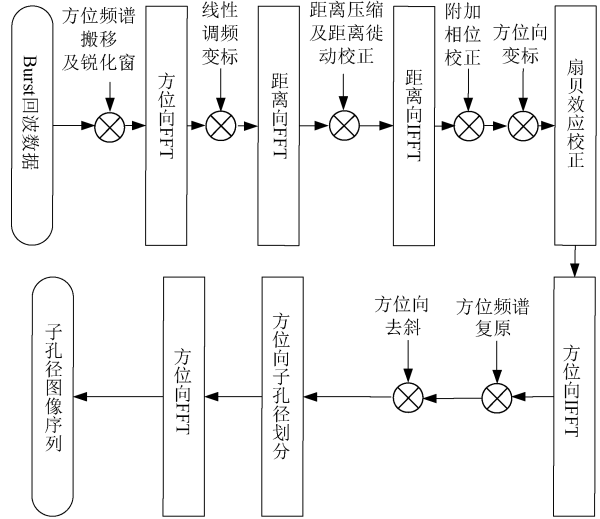 Burst回波数据
方位频谱
搬移
及锐化窗
方位向FFT
线性
调频
变标
距离向FFT
距离压缩
及距离徙
动校正
距离向IFFT
附加
相位
校正
方位向
变标
扇贝效应校正
方位向IFFT
方位频谱
复原
方位向
去斜
方位向子孔径划分
方位向FFT
子孔径图像序列